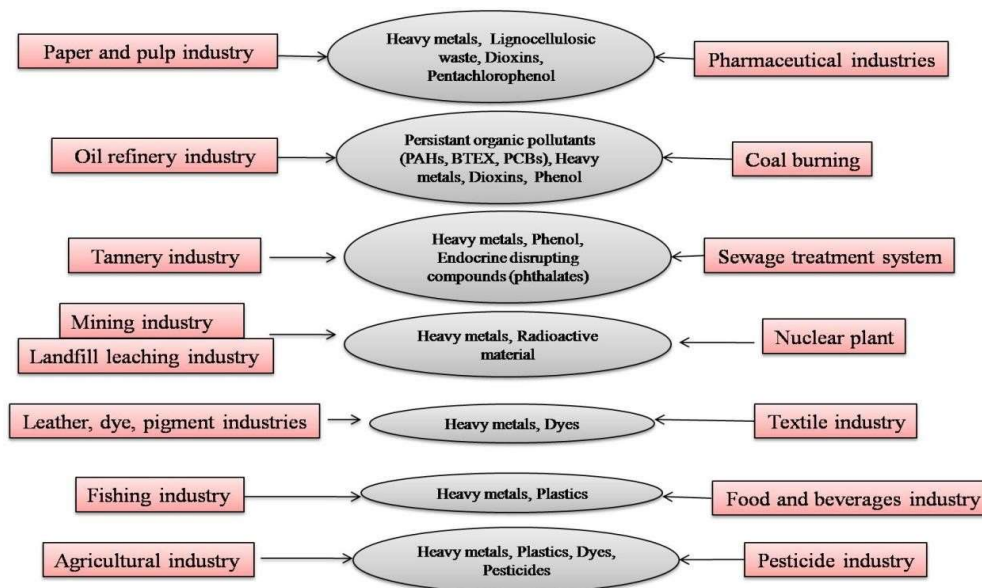 Paper and pulp industry
Heavy metals, Lignocellulosic
waste, Dioxins,
Pentachlorophenol
Pharmaceutical industries
Oil refinery industry
Persistant organic pollutants
(PAHs, BTEX, PCBs), Heavy
metals, Dioxins, Phenol
Coal burning
Tannery industry
Heavy metals, Phenol,
Endocrine disrupting
compounds (phthalates)
Sewage treatment system
Mining industry
Landfill leaching industry
Heavy metals, Radioactive
material
Nuclear plant
Leather, dye, pigment industries
Heavy metals, Dyes
Textile industry
Fishing industry
Heavy metals, Plastics
Food and beverages industry
Agricultural industry
Heavy metals, Plastics, Dyes,
Pesticides
Pesticide industry